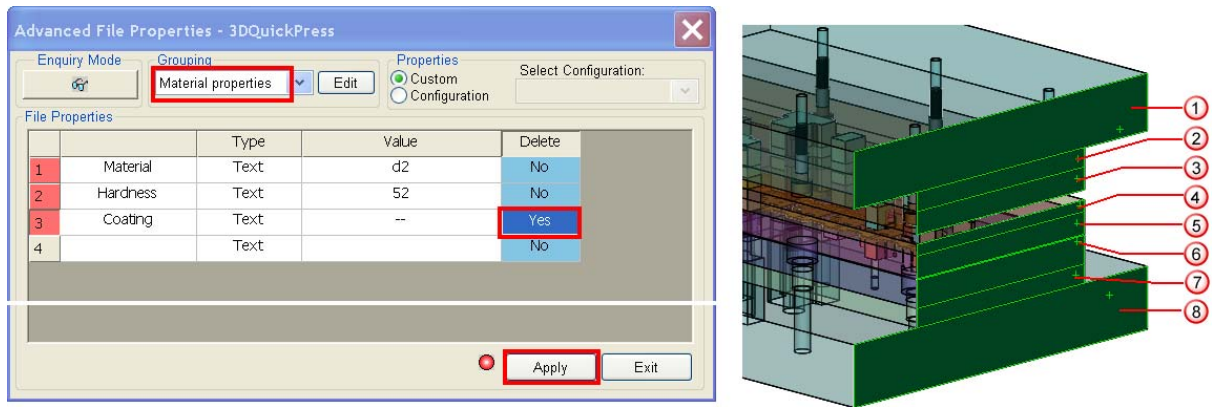 Advanced File Properties - 3DQuickPress
Enquiry Mode Grouping Properties
Material properties Edit Custom Select Configuration:
Configuration
File Properties
Type Value Delete
1 Material Text d2 No
2 Hardness Text 52 No
3 Coating Text -- Yes
4 Text No
Apply Exit
1
2
3
4
5
6
7
8